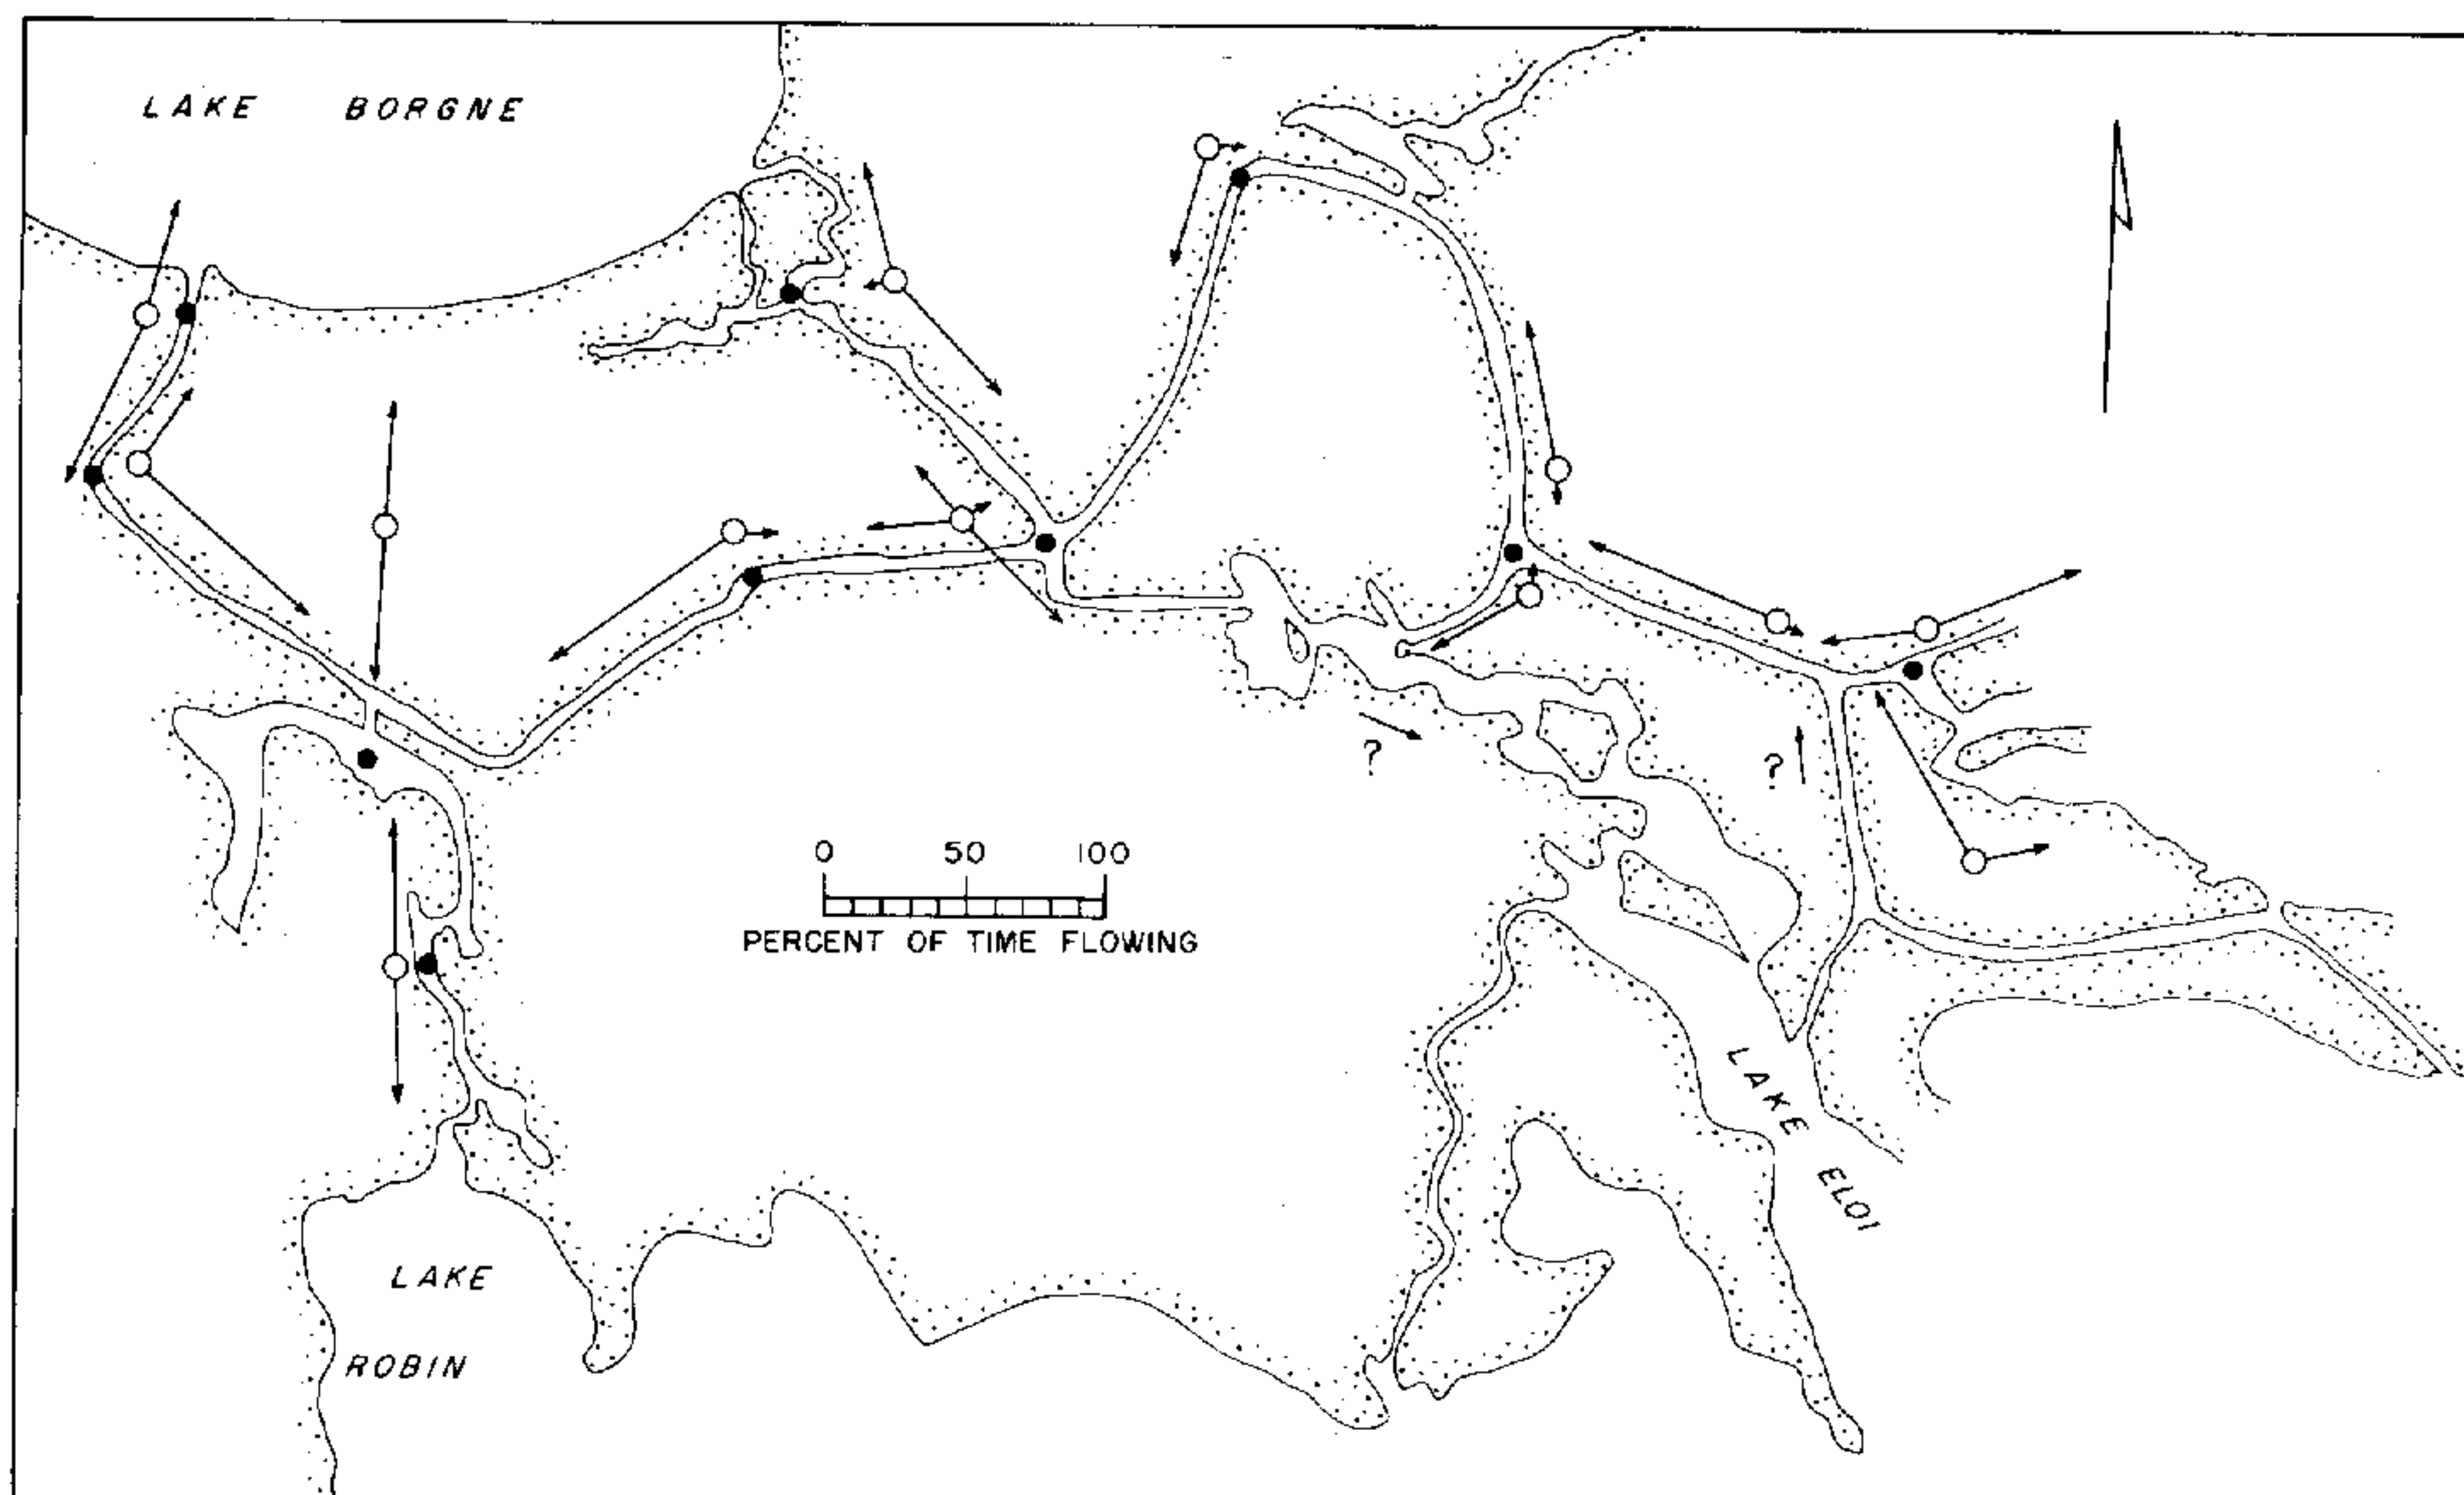 LAKE BORGNE
?
?
0 50 100
PERCENT OF TIME FLOWING
LAKE ELOI
LAKE
ROBIN